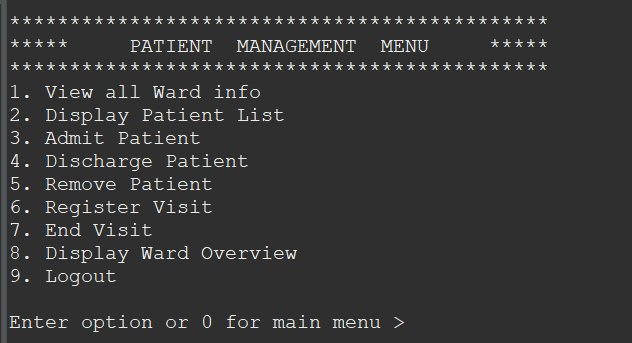 *********************************************
*****     PATIENT  MANAGEMENT  MENU     *****
*********************************************
1. View all Ward info
2. Display Patient List
3. Admit Patient
4. Discharge Patient
5. Remove Patient
6. Register Visit
7. End Visit
8. Display Ward Overview
9. Logout
Enter option or 0 for main menu >